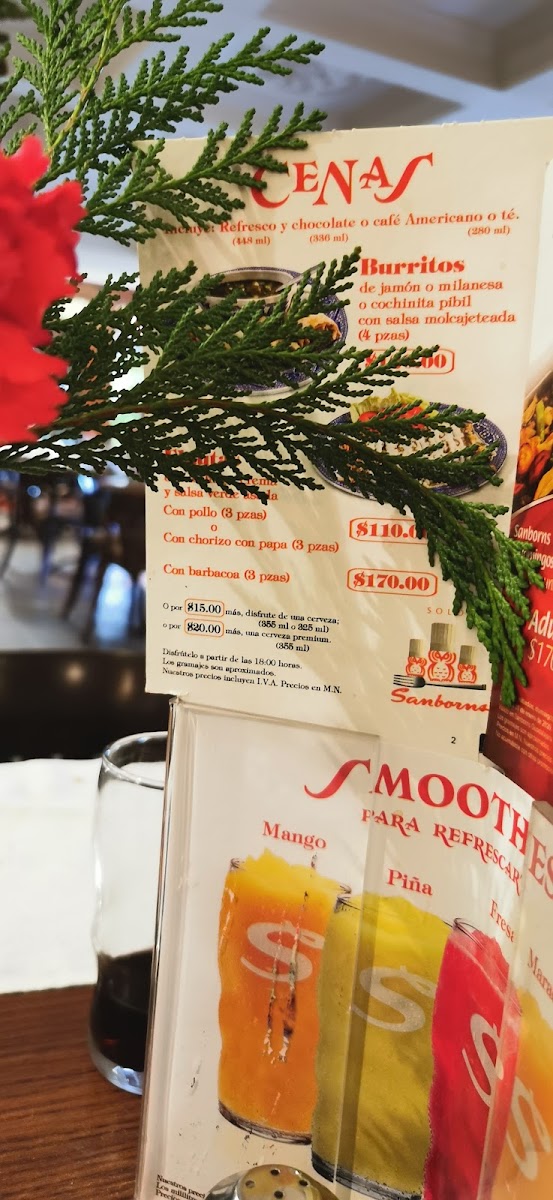 CENAS
Refresco y chocolate o café Americano o té.
(448 ml) (336 ml) (280 ml)
Burritos
de jamón o milanesa
o cochinita pibil
con salsa molcajeteada
(4 pzas)
y salsa verde
Con pollo (3 pzas)
o
Con chorizo con papa (3 pzas)
$110.
Con barbacoa (3 pzas)
$170.00
O por $15.00 más, disfrute de una cerveza;
(355 ml o 325 ml)
o por $20.00 más, una cerveza premium.
(355 ml)
Disfrútelo a partir de las 18:00 horas.
Los gramajes son aproximados.
Nuestros precios incluyen I.V.A. Precios en M.N.
Sanborns
2
Sanborns
SMOOTHIES
PARA REFRESCAR
Mango
Piña
Fresa
S
S
S
S